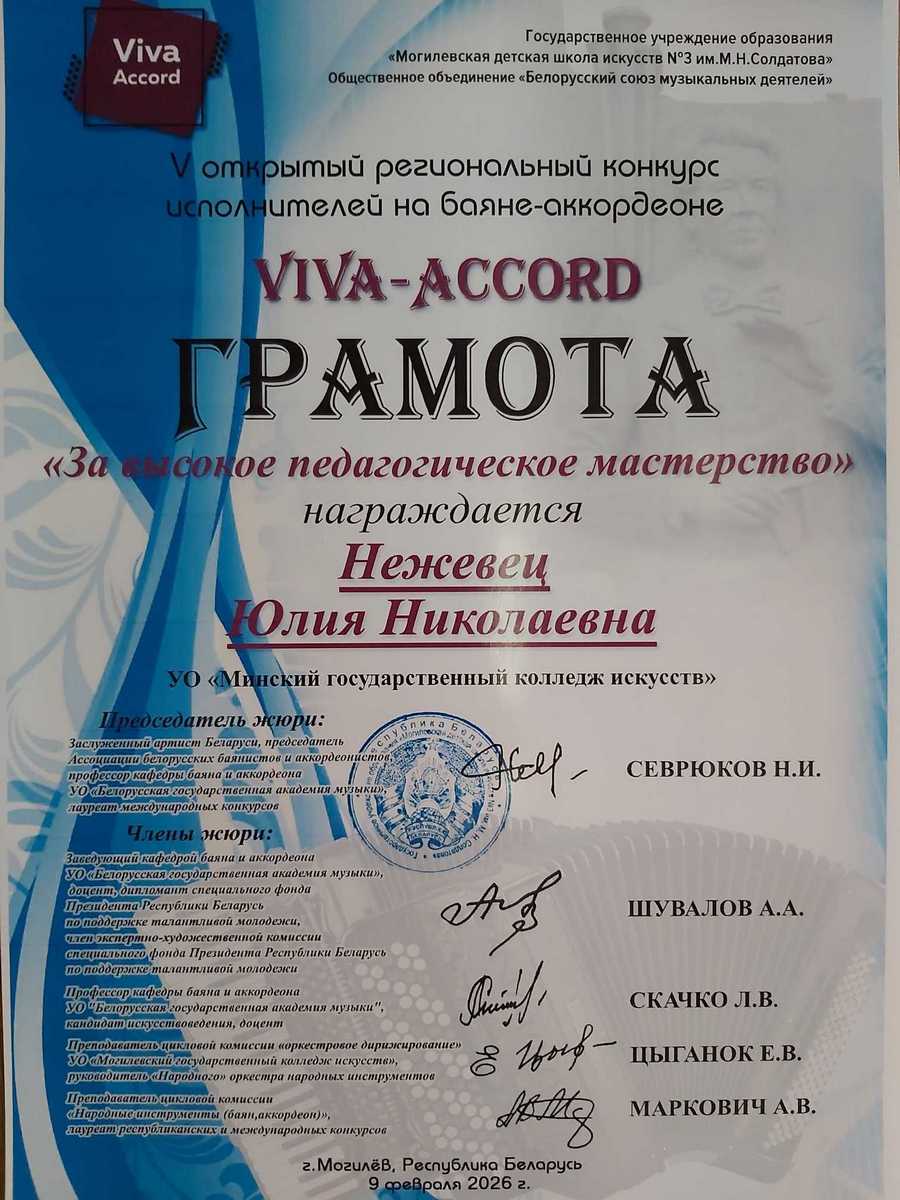 Viva
Accord
Государственное учреждение образования
«Могилевская детская школа искусств №3 им.М.Н.Солдатова»
Общественное объединение «Белорусский союз музыкальных деятелей»
V открытый региональный конкурс
исполнителей на баяне-аккордеоне
VIVA-ACCORD
ГРАМОТА
«За высокое педагогическое мастерство»
награждается
Нежевец
Юлия Николаевна
УО «Минский государственный колледж искусств»
Председатель жюри:
Заслуженный артист Беларуси, председатель
Ассоциации белорусских баянистов и аккордеонистов,
профессор кафедры баяна и аккордеона
УО «Белорусская государственная академия музыки»,
лауреат международных конкурсов
СЕВРЮКОВ Н.И.
Члены жюри:
Заведующий кафедрой баяна и аккордеона
УО «Белорусская государственная академия музыки»,
доцент, дипломант специального фонда
Президента Республики Беларусь
по поддержке талантливой молодежи,
член экспертно-художественной комиссии
специального фонда Президента Республики Беларусь
по поддержке талантливой молодежи
ШУВАЛОВ А.А.
Профессор кафедры баяна и аккордеона
УО "Белорусская государственная академия музыки",
кандидат искусствоведения, доцент
СКАЧКО Л.В.
Преподаватель цикловой комиссии «оркестровое дирижирование»
УО «Могилевский государственный колледж искусств»,
руководитель «Народного» оркестра народных инструментов
ЦЫГАНОК Е.В.
Преподаватель цикловой комиссии
«Народные инструменты (баян,аккордеон)»,
лауреат республиканских и международных конкурсов
МАРКОВИЧ А.В.
г.Могилёв, Республика Беларусь
9 февраля 2026 г.